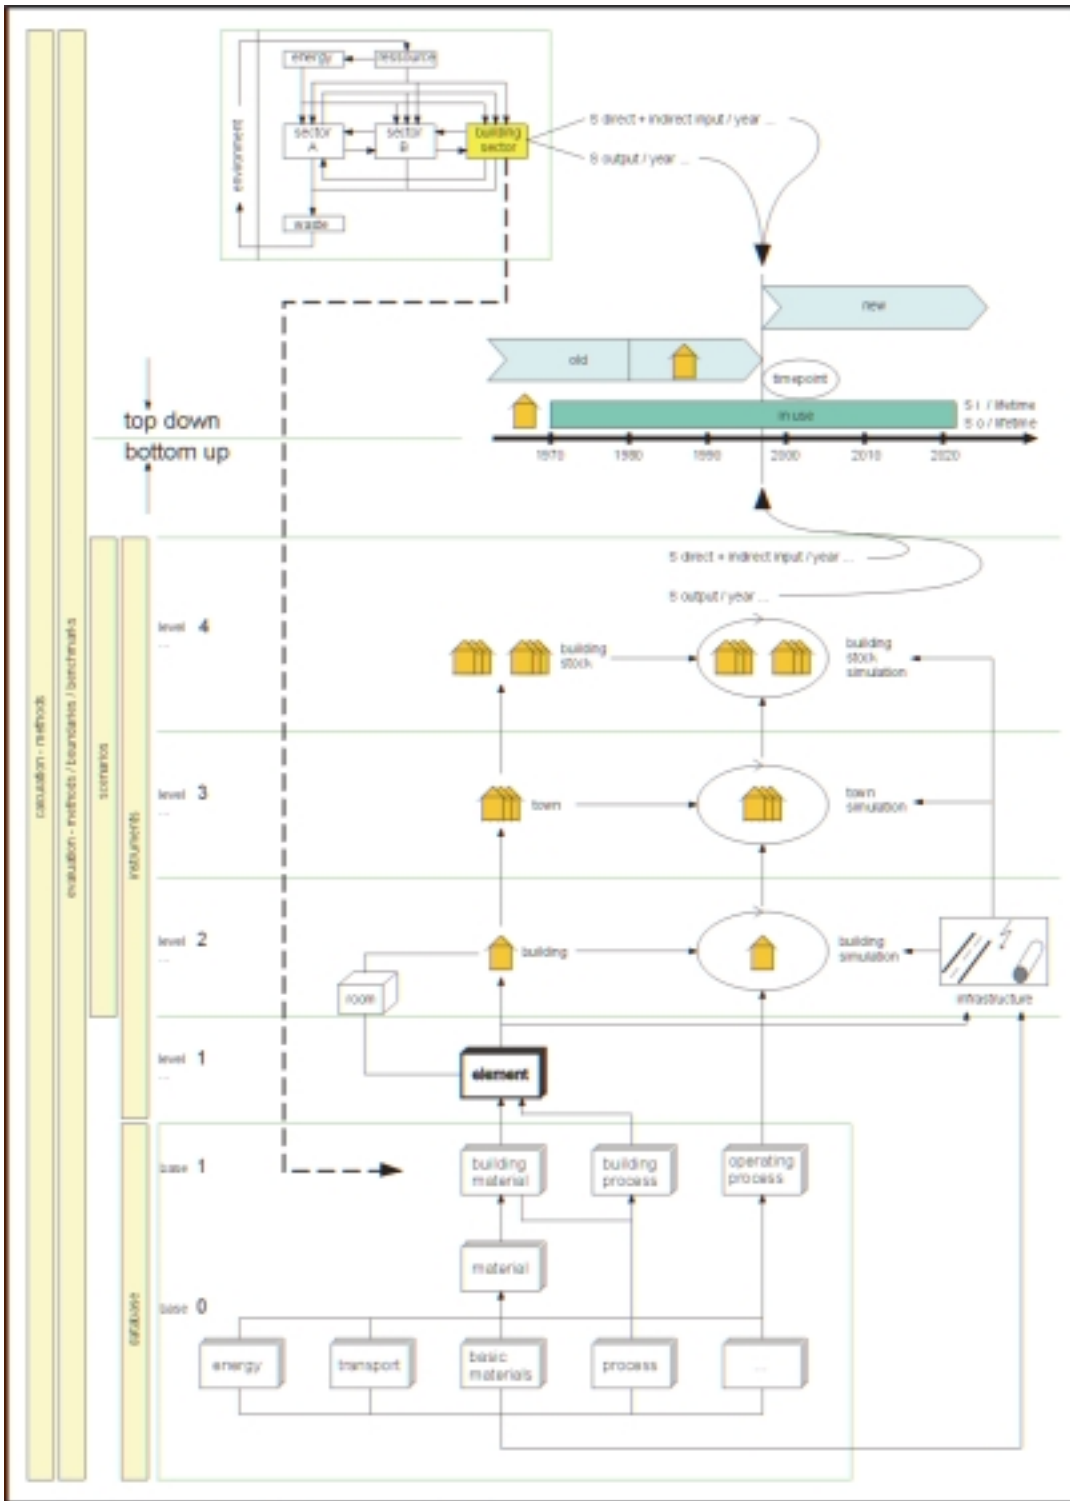 energy
ressource
environment
sector
A
sector
B
building
sector
waste
S direct + indirect input / year ...
S output / year ...
new
old
timepoint
in use
S I / lifetime
S o / lifetime
top down
bottom up
1970
1980
1990
2000
2010
2020
S direct + indirect input / year ...
S output / year ...
calculation - methods
evaluation - methods / boundaries / benchmarks
scenarios
instruments
database
level 4
...
building
stock
building
stock
simulation
level 3
...
town
town
simulation
level 2
...
building
building
simulation
room
infrastructure
level 1
...
element
base 1
building
material
building
process
operating
process
material
base 0
energy
transport
basic
materials
process
...